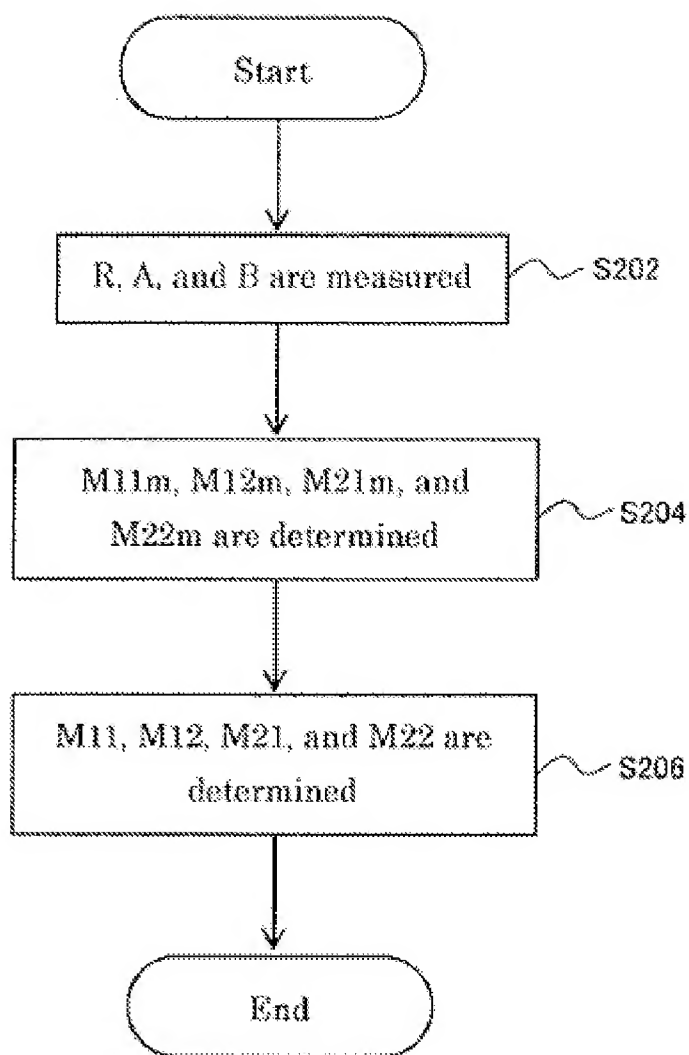 Start
R, A, and B are measured
S202
M11m, M12m, M21m, and
M22m are determined
S204
M11, M12, M21, and M22 are
determined
S206
End